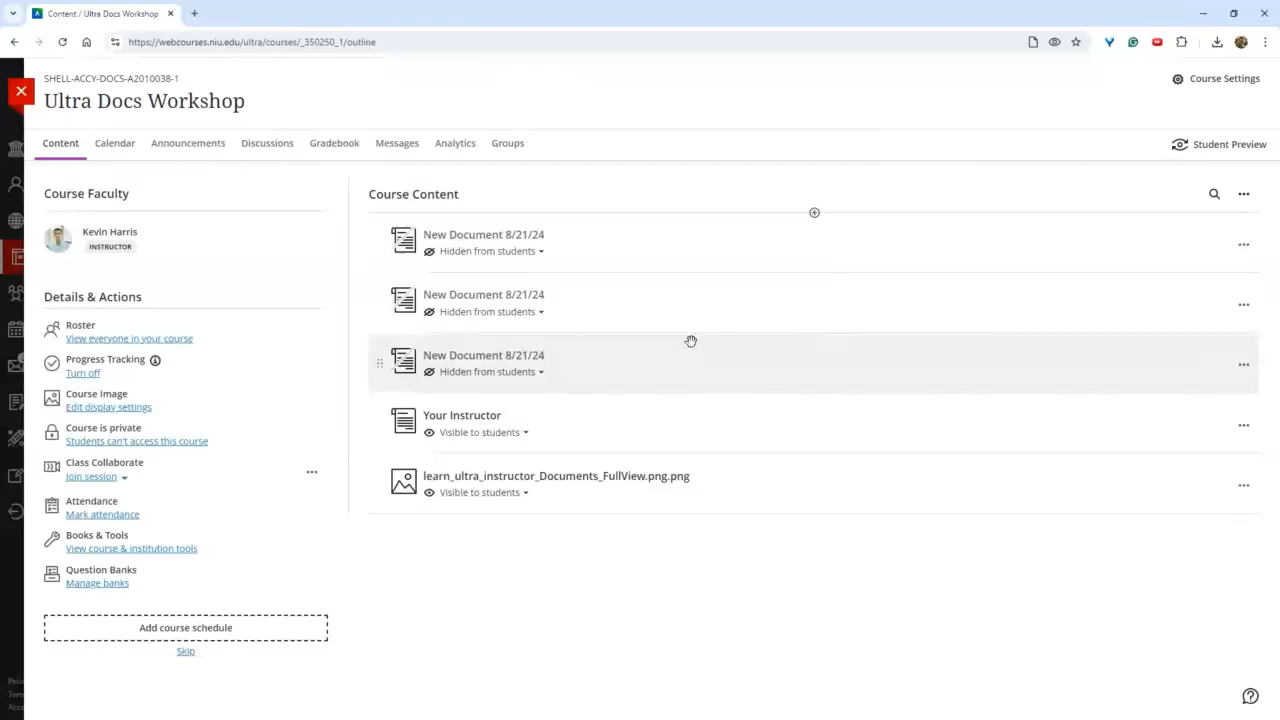 Content / Ultra Docs Workshop
https://webcourses.niu.edu/ultra/courses/_350250_1/outline
SHELL-ACCY-DOCS-A2010038-1
Ultra Docs Workshop
Course Settings
Content
Calendar
Announcements
Discussions
Gradebook
Messages
Analytics
Groups
Student Preview
Course Faculty
Kevin Harris
INSTRUCTOR
Details & Actions
Roster
View everyone in your course
Progress Tracking
Turn off
Course Image
Edit display settings
Course is private
Students can't access this course
Class Collaborate
Join session
Attendance
Mark attendance
Books & Tools
View course & institution tools
Question Banks
Manage banks
Add course schedule
Skip
Course Content
New Document 8/21/24
Hidden from students
New Document 8/21/24
Hidden from students
New Document 8/21/24
Hidden from students
Your Instructor
Visible to students
learn_ultra_instructor_Documents_FullView.png.png
Visible to students